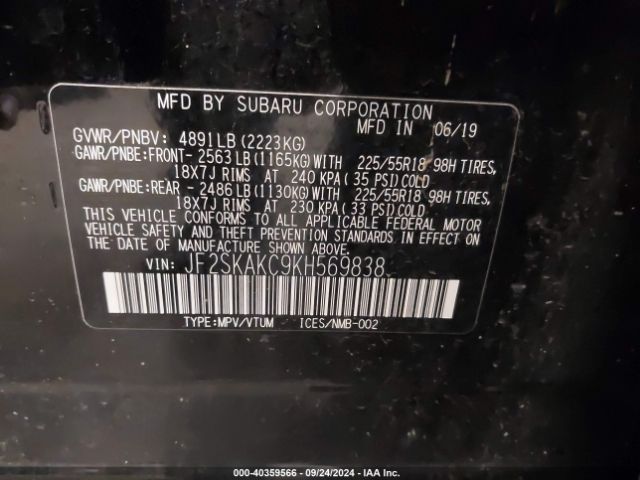 MFD BY SUBARU CORPORATION
MFD IN 06/19
GVWR/PNBV: 4891LB(2223KG)
GAWR/PNBE:FRONT- 2563LB(1165KG)WITH 225/55R18 98H TIRES,
18X7J RIMS AT 240 KPA(35 PSI)COLD
GAWR/PNBE:REAR - 2486LB(1130KG)WITH 225/55R18 98H TIRES,
18X7J RIMS AT 230 KPA(33 PSI)COLD
THIS VEHICLE CONFORMS TO ALL APPLICABLE FEDERAL MOTOR
VEHICLE SAFETY AND THEFT PREVENTION STANDARDS IN EFFECT ON
THE DATE OF MANUFACTURE SHOWN ABOVE.
VIN: JF2SKAKC9KH569838
TYPE:MPV/VTUM ICES/NMB-002
000-40359566 - 09/24/2024 - IAA Inc.